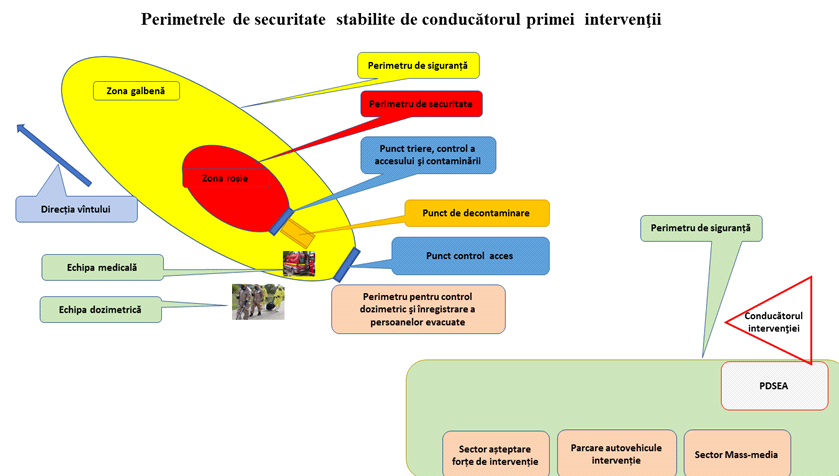 Perimetrele de securitate stabilite de conducătorul primei intervenţii
Perimetru de siguranță
Zona galbenă
Perimetru de securitate
Punct triere, control a
accesului şi contaminării
Zona roșie
Direcția vîntului
Punct de decontaminare
Perimetru de siguranță
Punct control acces
Echipa medicală
Echipa dozimetrică
Perimetru pentru control
dozimetric şi înregistrare a
persoanelor evacuate
Conducătorul
intervenției
PDSEA
Sector așteptare
forțe de intervenție
Parcare autovehicule
intervenție
Sector Mass-media